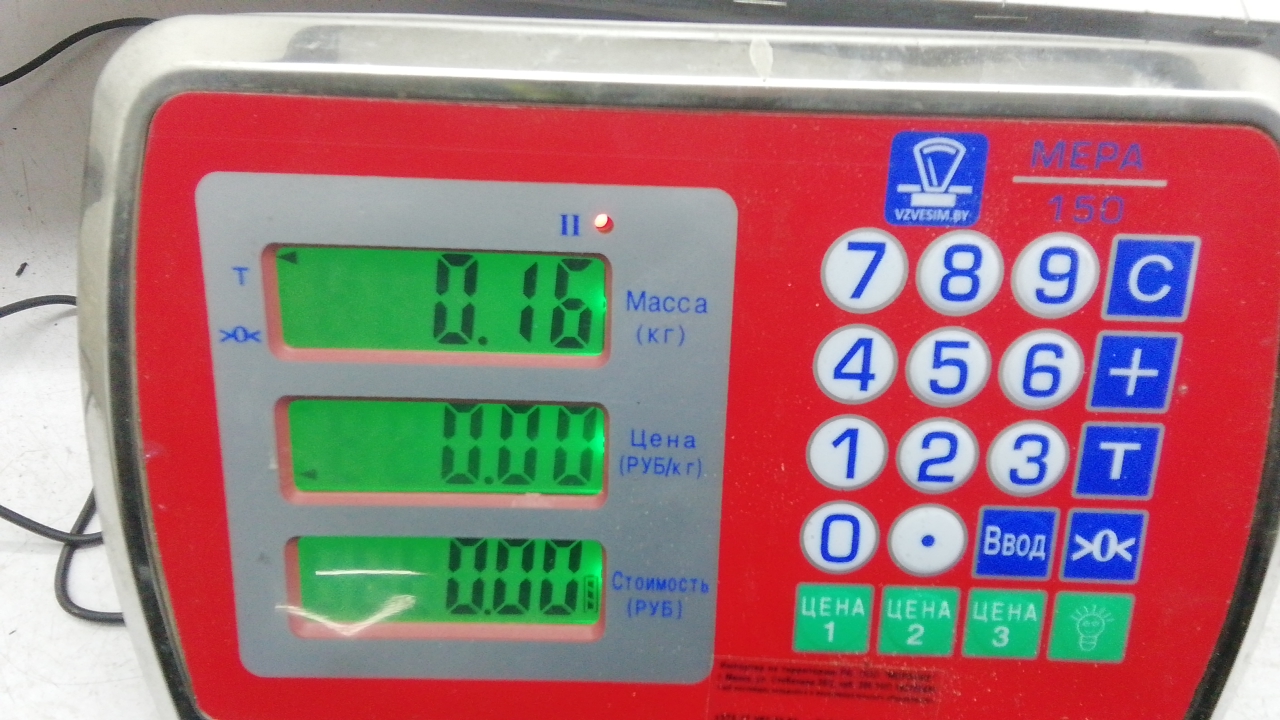 МЕРА
150
VZVESIM.BY
Т
>0<
0.16
Масса
(кг)
0.00
Цена
(РУБ/кг)
0.00
Стоимость
(РУБ)
7 8 9 C
4 5 6 +
1 2 3 T
0 . Ввод >0<
ЦЕНА 1 ЦЕНА 2 ЦЕНА 3